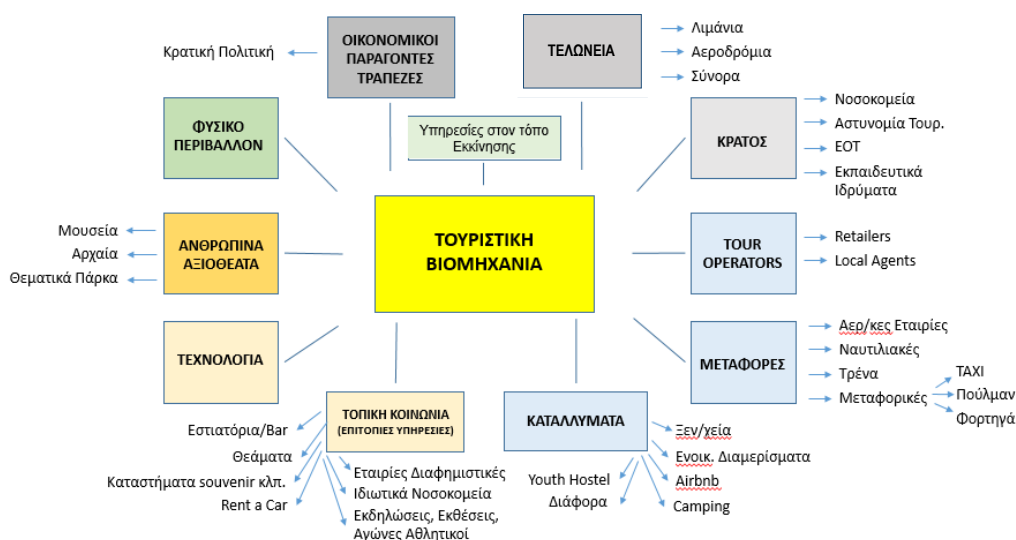 Κρατική Πολιτική
ΟΙΚΟΝΟΜΙΚΟΙ
ΠΑΡΑΓΟΝΤΕΣ
ΤΡΑΠΕΖΕΣ
ΤΕΛΩΝΕΙΑ
Λιμάνια
Αεροδρόμια
Σύνορα
ΦΥΣΙΚΟ
ΠΕΡΙΒΑΛΛΟΝ
Υπηρεσίες στον τόπο
Εκκίνησης
ΚΡΑΤΟΣ
Νοσοκομεία
Αστυνομία Τουρ.
ΕΟΤ
Εκπαιδευτικά
Ιδρύματα
Μουσεία
Αρχαία
Θεματικά Πάρκα
ΑΝΘΡΩΠΙΝΑ
ΑΞΙΟΘΕΑΤΑ
ΤΟΥΡΙΣΤΙΚΗ
ΒΙΟΜΗΧΑΝΙΑ
TOUR
OPERATORS
Retailers
Local Agents
ΤΕΧΝΟΛΟΓΙΑ
ΜΕΤΑΦΟΡΕΣ
Αερ/κες Εταιρίες
Ναυτιλιακές
Τρένα
Μεταφορικές
TAXI
Πούλμαν
Φορτηγά
ΤΟΠΙΚΗ ΚΟΙΝΩΝΙΑ
(ΕΠΙΤΟΠΙΕΣ ΥΠΗΡΕΣΙΕΣ)
Εστιατόρια/Bar
Θεάματα
Καταστήματα souvenir κλπ.
Rent a Car
Εταιρίες Διαφημιστικές
Ιδιωτικά Νοσοκομεία
Εκδηλώσεις, Εκθέσεις,
Αγώνες Αθλητικοί
ΚΑΤΑΛΛΥΜΑΤΑ
Ξεν/χεία
Ενοικ. Διαμερίσματα
Airbnb
Camping
Youth Hostel
Διάφορα